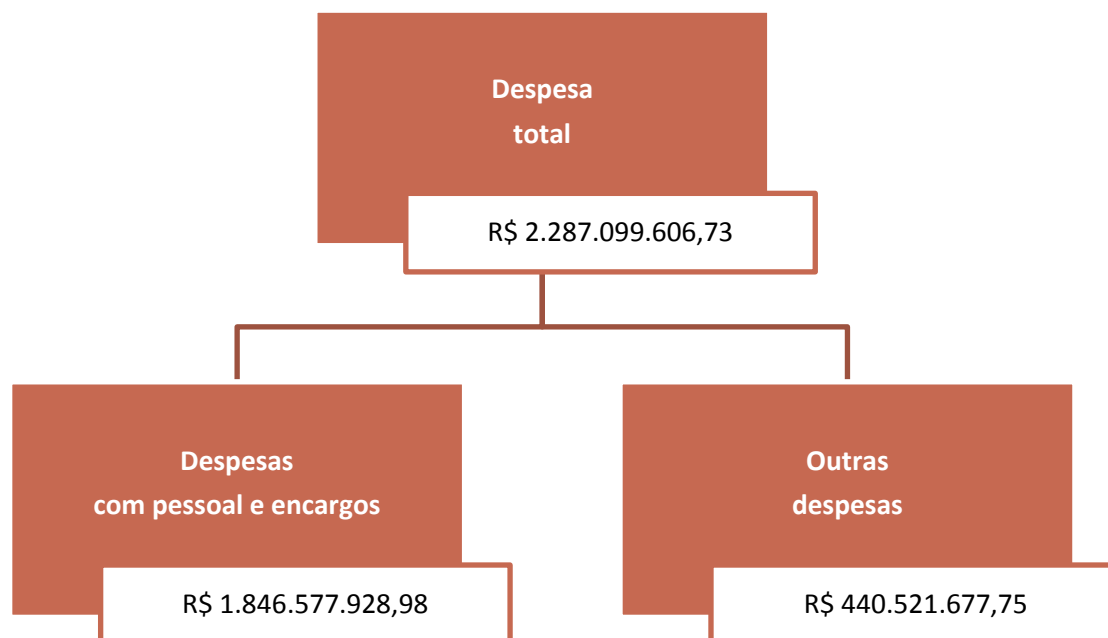 Despesa
total
R$ 2.287.099.606,73
Despesas
com pessoal e encargos
R$ 1.846.577.928,98
Outras
despesas
R$ 440.521.677,75